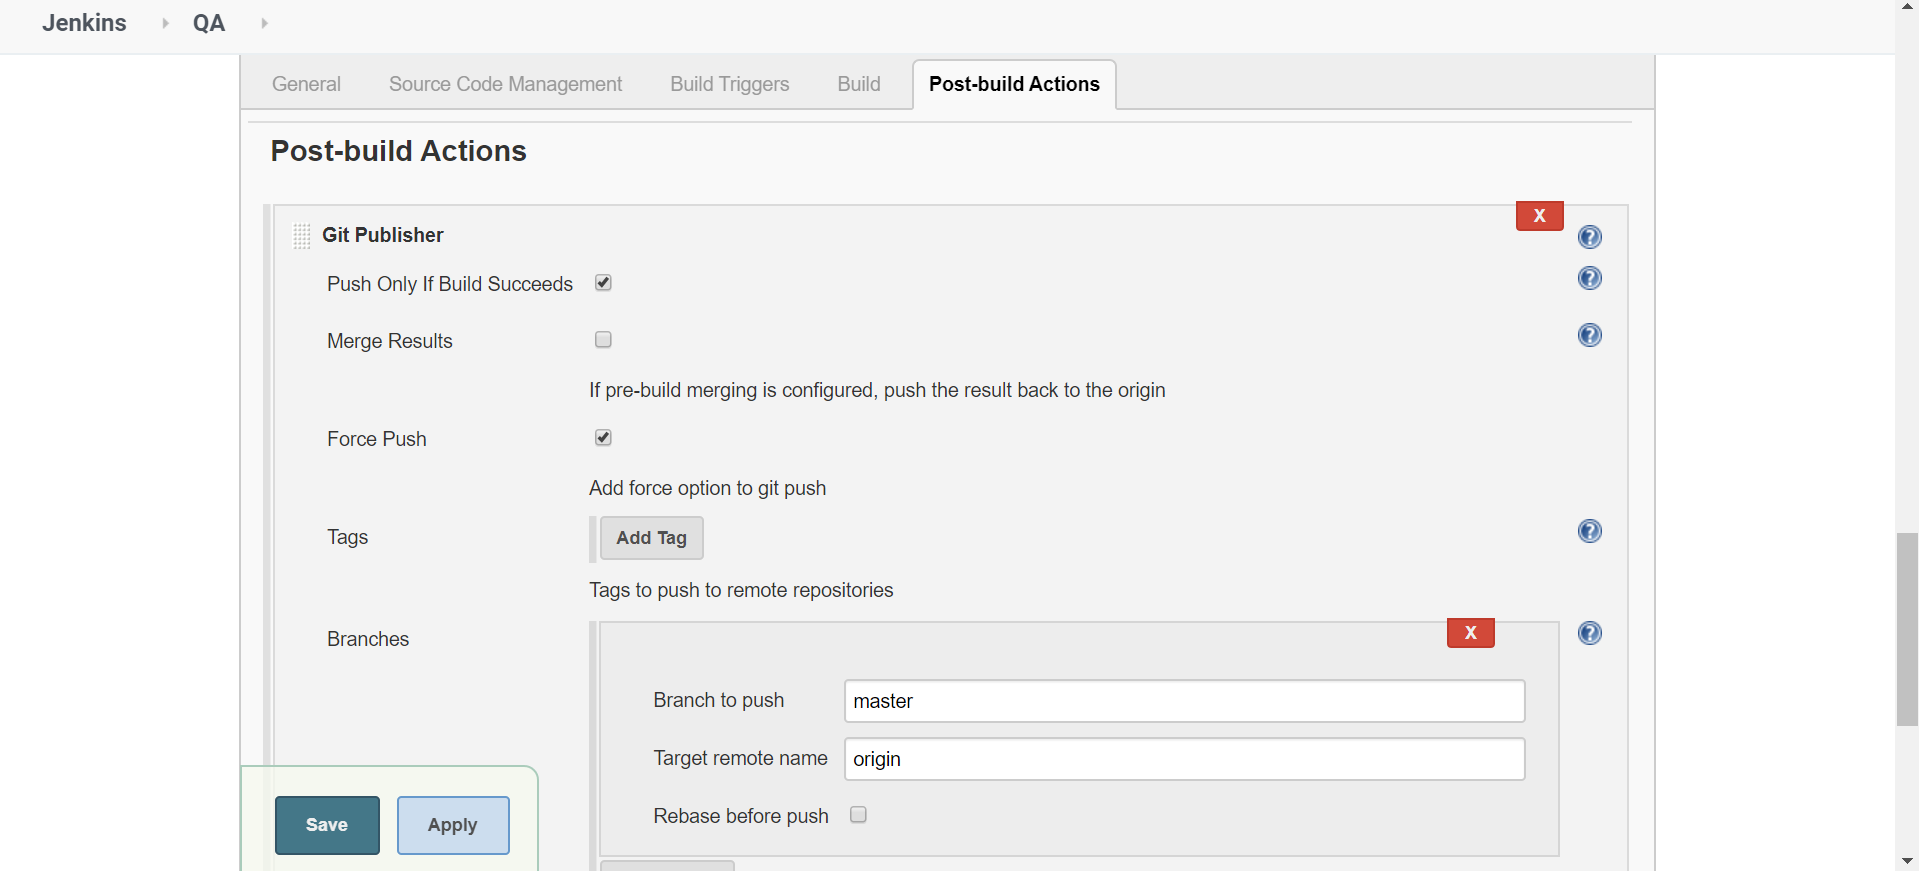 Jenkins QA
General Source Code Management Build Triggers Build Post-build Actions
Post-build Actions
X
Git Publisher
Push Only If Build Succeeds
Merge Results
If pre-build merging is configured, push the result back to the origin
Force Push
Add force option to git push
Tags Add Tag
Tags to push to remote repositories
Branches X
Branch to push master
Target remote name origin
Rebase before push
Save Apply